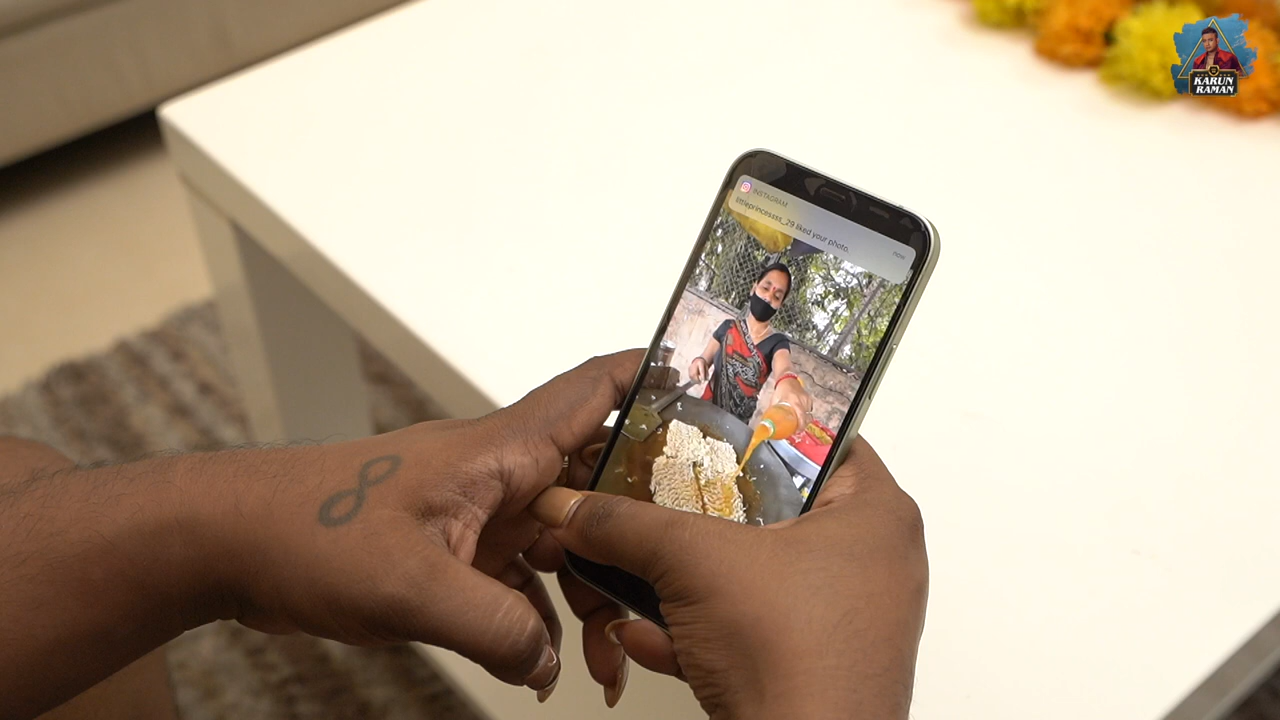 KARUN
RAMAN
INSTAGRAM
littleprincessss_29 liked your photo.
now